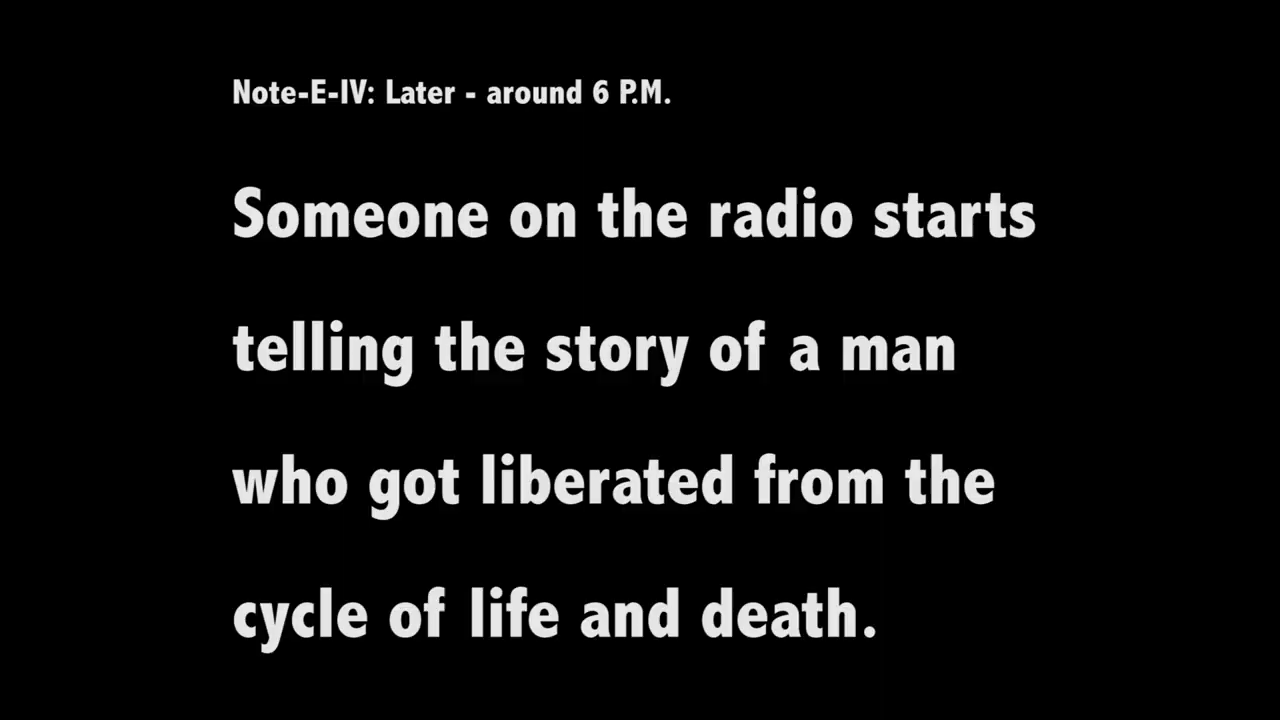 Note-E-IV: Later - around 6 P.M.
Someone on the radio starts
telling the story of a man
who got liberated from the
cycle of life and death.